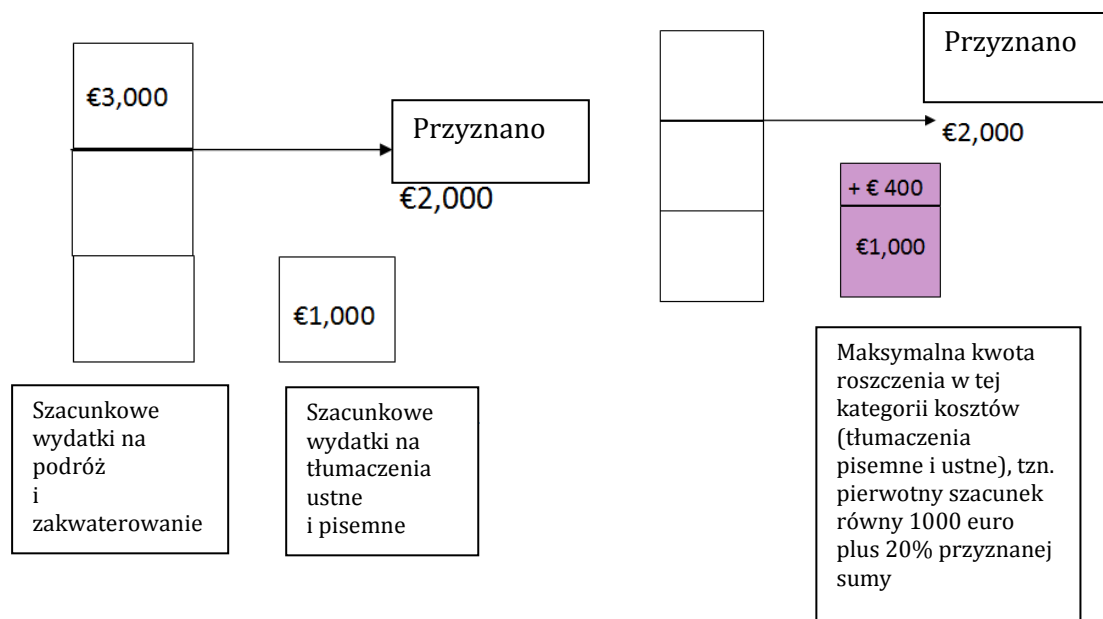 €3,000
Przyznano
€2,000
€1,000
Szacunkowe
wydatki na
podróż
i
zakwaterowanie
Szacunkowe
wydatki na
tłumaczenia
ustne
i pisemne
Przyznano
€2,000
+ € 400
€1,000
Maksymalna kwota
roszczenia w tej
kategorii kosztów
(tłumaczenia
pisemne i ustne), tzn.
pierwotny szacunek
równy 1000 euro
plus 20% przyznanej
sumy